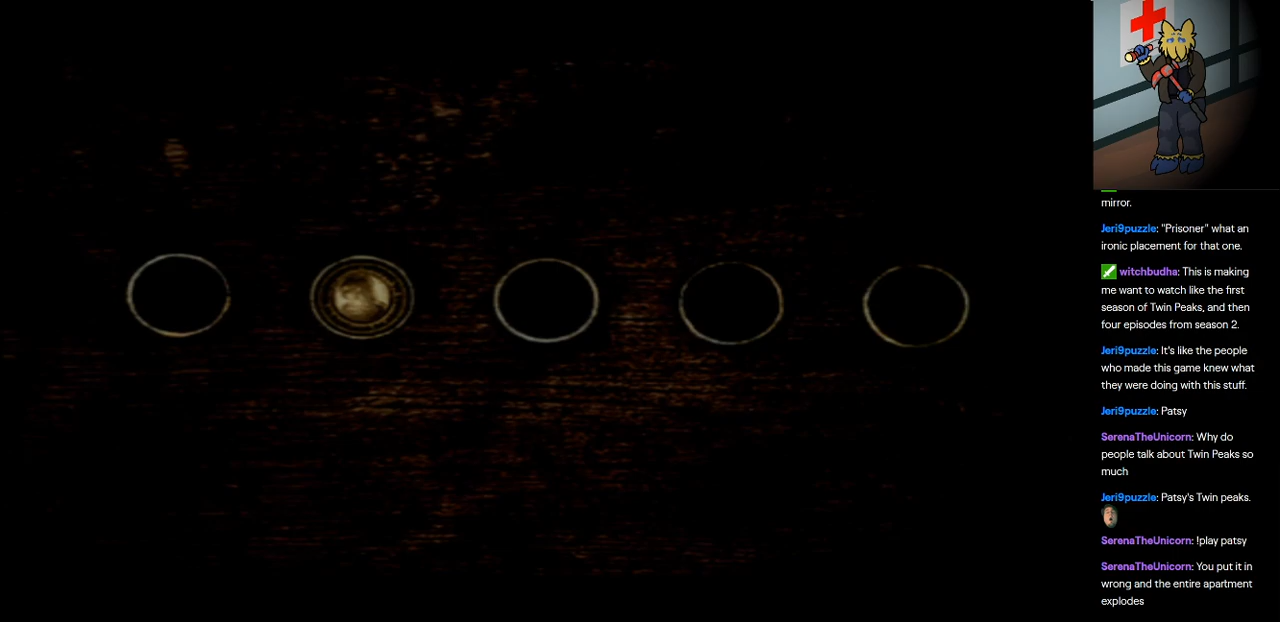 mirror.
Jeri9puzzle: "Prisoner" what an
ironic placement for that one.
witchbudha: This is making
me want to watch like the first
season of Twin Peaks, and then
four episodes from season 2.
Jeri9puzzle: It's like the people
who made this game knew what
they were doing with this stuff.
Jeri9puzzle: Patsy
SerenaTheUnicorn: Why do
people talk about Twin Peaks so
much
Jeri9puzzle: Patsy's Twin peaks.
SerenaTheUnicorn: !play patsy
SerenaTheUnicorn: You put it in
wrong and the entire apartment
explodes